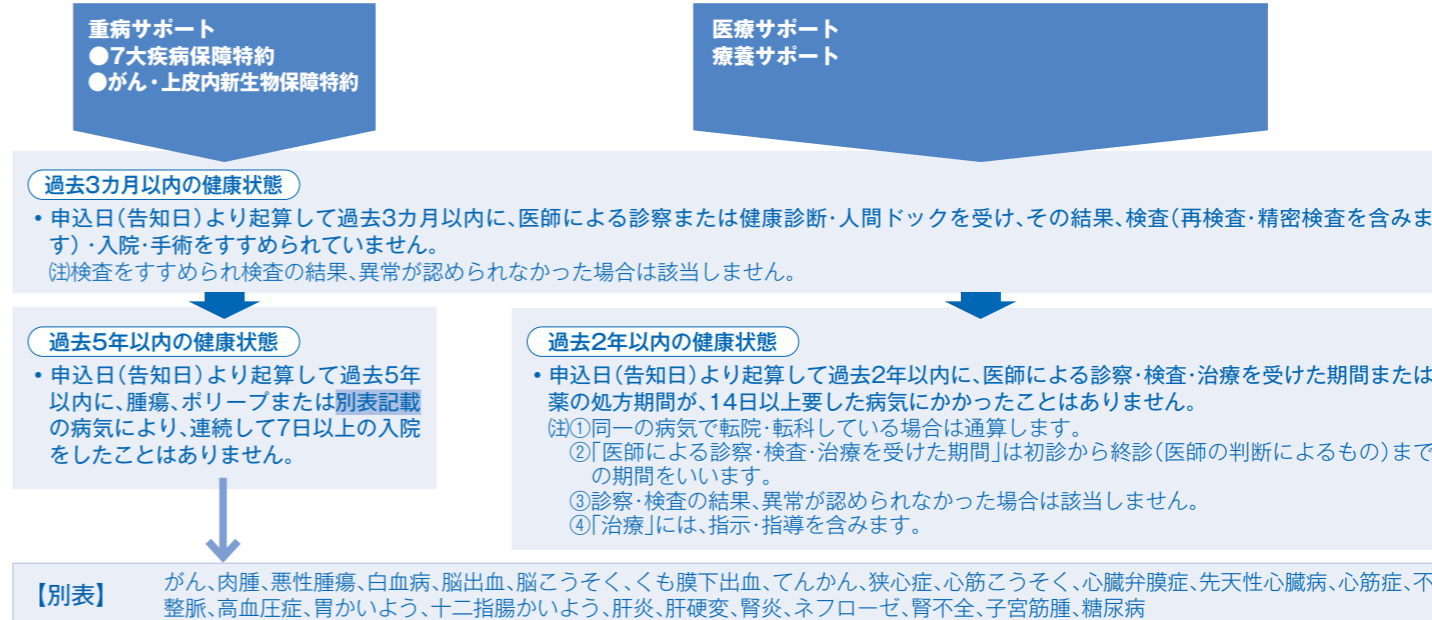 重病サポート
●7大疾病保障特約
●がん・上皮内新生物保障特約
医療サポート
療養サポート
過去3カ月以内の健康状態
・申込日(告知日)より起算して過去3カ月以内に、医師による診察または健康診断・人間ドックを受け、その結果、検査(再検査・精密検査を含みま
す)・入院・手術をすすめられていません。
㊟検査をすすめられ検査の結果、異常が認められなかった場合は該当しません。
過去5年以内の健康状態
・申込日(告知日)より起算して過去5年
以内に、腫瘍、ポリープまたは別表記載
の病気により、連続して7日以上の入院
をしたことはありません。
過去2年以内の健康状態
・申込日(告知日)より起算して過去2年以内に、医師による診察・検査・治療を受けた期間または
薬の処方期間が、14日以上要した病気にかかったことはありません。
㊟①同一の病気で転院・転科している場合は通算します。
②「医師による診察・検査・治療を受けた期間」は初診から終診(医師の判断によるもの)まで
の期間をいいます。
③診察・検査の結果、異常が認められなかった場合は該当しません。
④「治療」には、指示・指導を含みます。
【別表】 がん、肉腫、悪性腫瘍、白血病、脳出血、脳こうそく、くも膜下出血、てんかん、狭心症、心筋こうそく、心臓弁膜症、先天性心臓病、心筋症、不
整脈、高血圧症、胃かいよう、十二指腸かいよう、肝炎、肝硬変、腎炎、ネフローゼ、腎不全、子宮筋腫、糖尿病